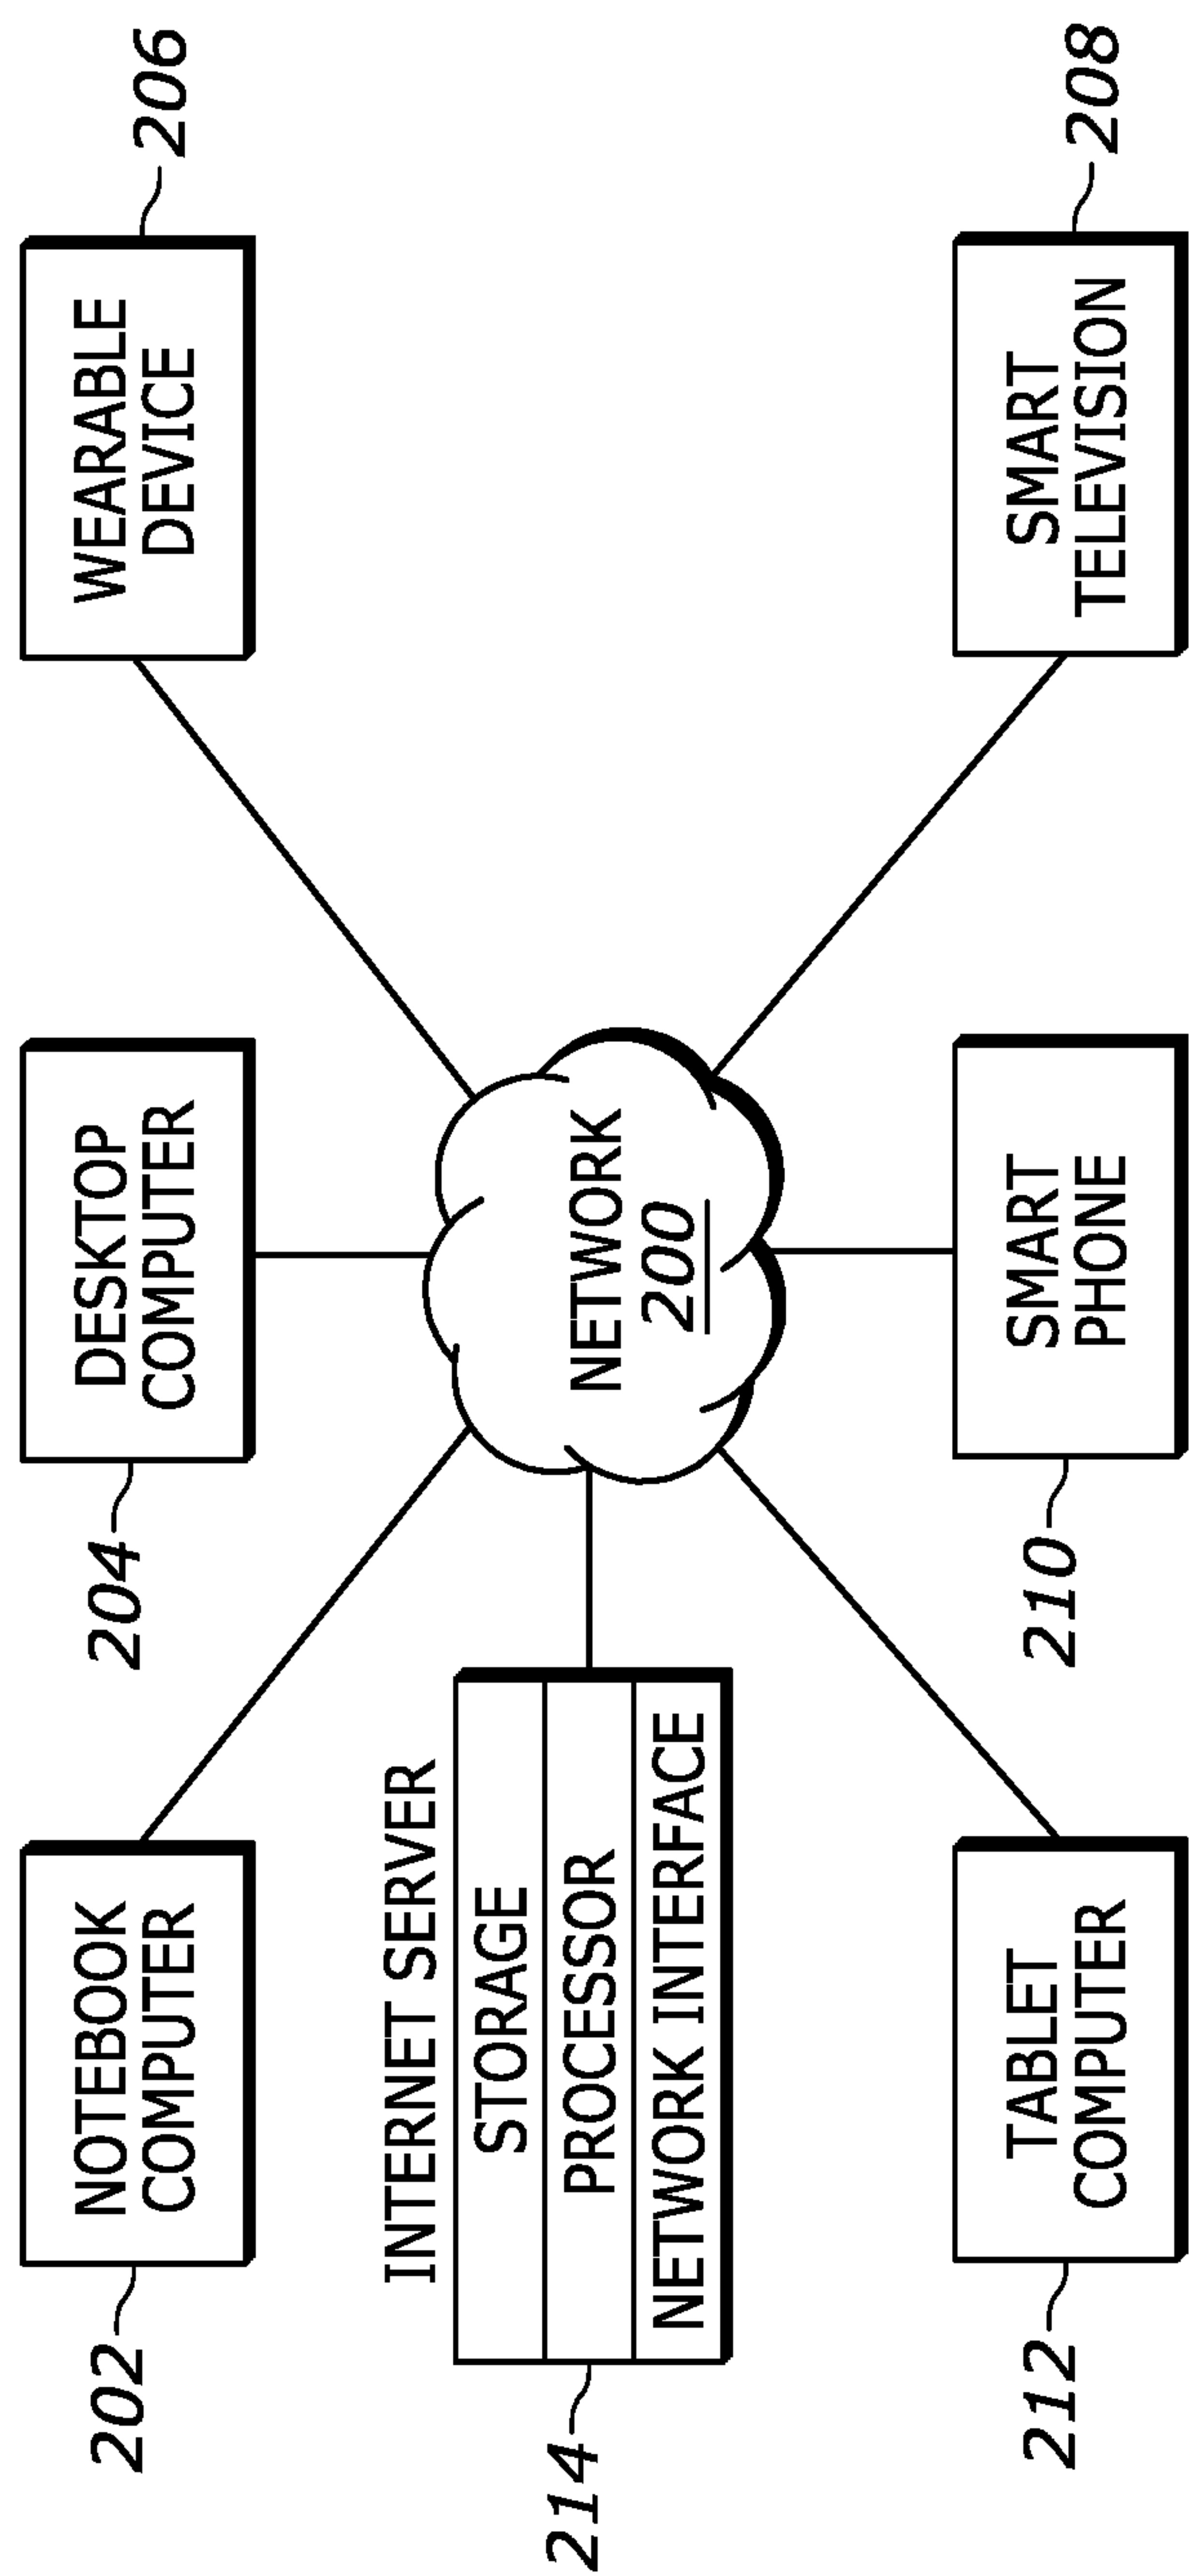 202
NOTEBOOK
COMPUTER
204
DESKTOP
COMPUTER
WEARABLE
DEVICE
206
INTERNET SERVER
214
STORAGE
PROCESSOR
NETWORK INTERFACE
NETWORK
200
212
TABLET
COMPUTER
210
SMART
PHONE
SMART
TELEVISION
208